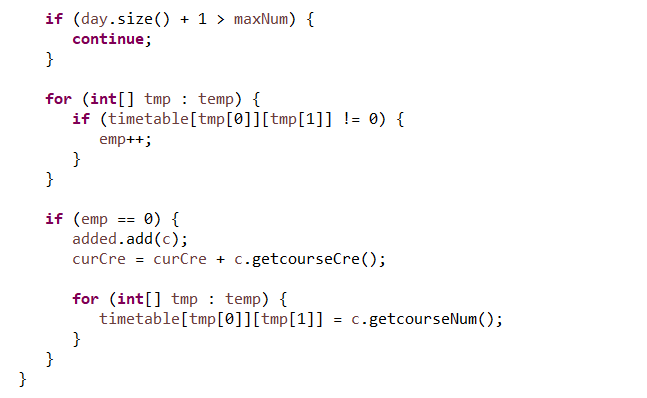 if (day.size() + 1 > maxNum) {
continue;
}
for (int[] tmp : temp) {
if (timetable[tmp[0]][tmp[1]] != 0) {
emp++;
}
}
if (emp == 0) {
added.add(c);
curCre = curCre + c.getcourseCre();
for (int[] tmp : temp) {
timetable[tmp[0]][tmp[1]] = c.getcourseNum();
}
}
}